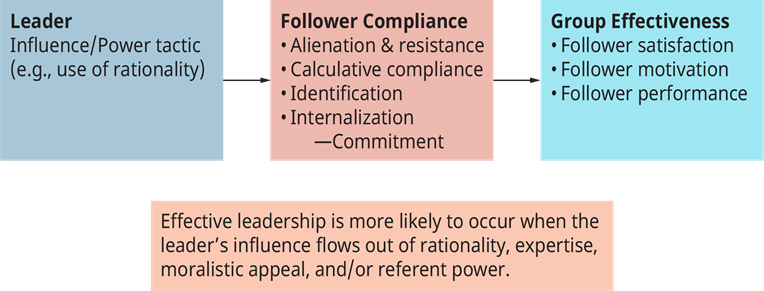 Leader
Influence/Power tactic
(e.g., use of rationality)
Follower Compliance
• Alienation & resistance
• Calculative compliance
• Identification
• Internalization
—Commitment
Group Effectiveness
• Follower satisfaction
• Follower motivation
• Follower performance
Effective leadership is more likely to occur when the
leader’s influence flows out of rationality, expertise,
moralistic appeal, and/or referent power.